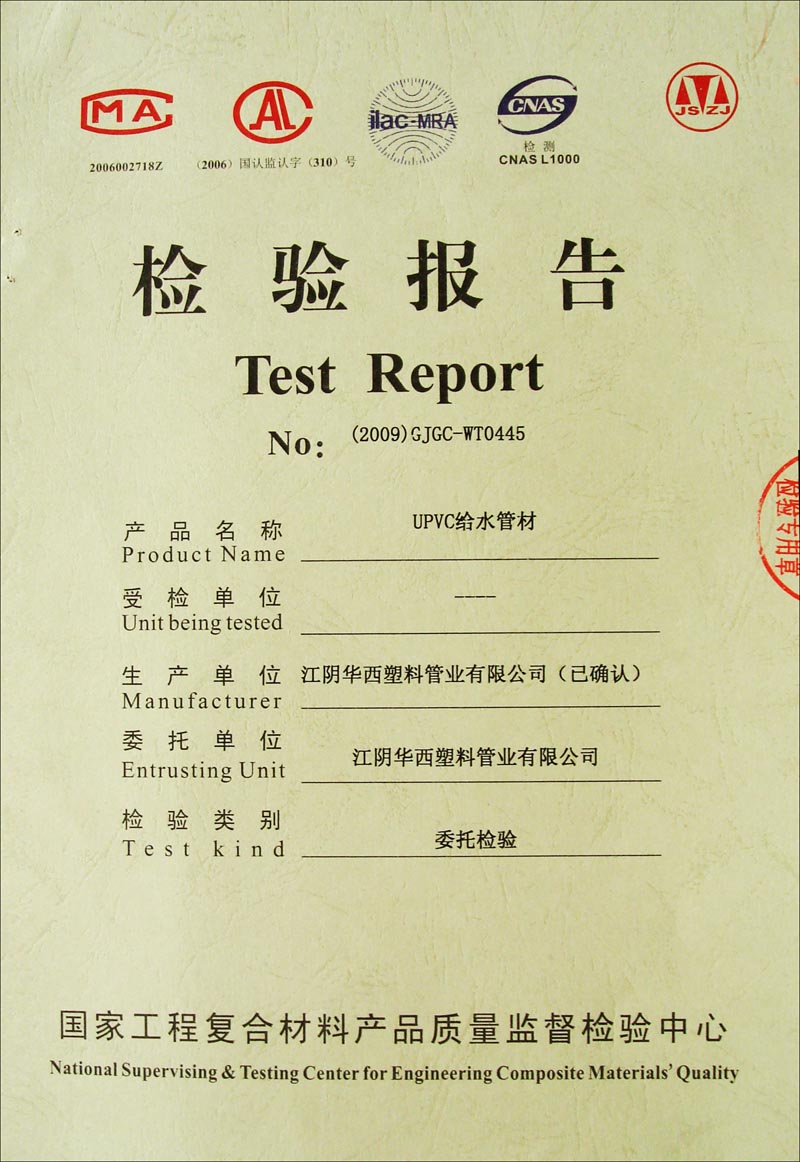 MA
AL
ilac-MRA
CNAS
JSZJ
2006002718Z
(2006) 国认监认字 (310) 号
检 测
CNAS L1000
检验报告
Test Report
No: (2009)GJGC-WT0445
产品名称 UPVC给水管材
Product Name
受检单位 ----
Unit being tested
生产单位 江阴华西塑料管业有限公司（已确认）
Manufacturer
委托单位 江阴华西塑料管业有限公司
Entrusting Unit
检验类别 委托检验
Test kind
检验专用章
国家工程复合材料产品质量监督检验中心
National Supervising & Testing Center for Engineering Composite Materials' Quality